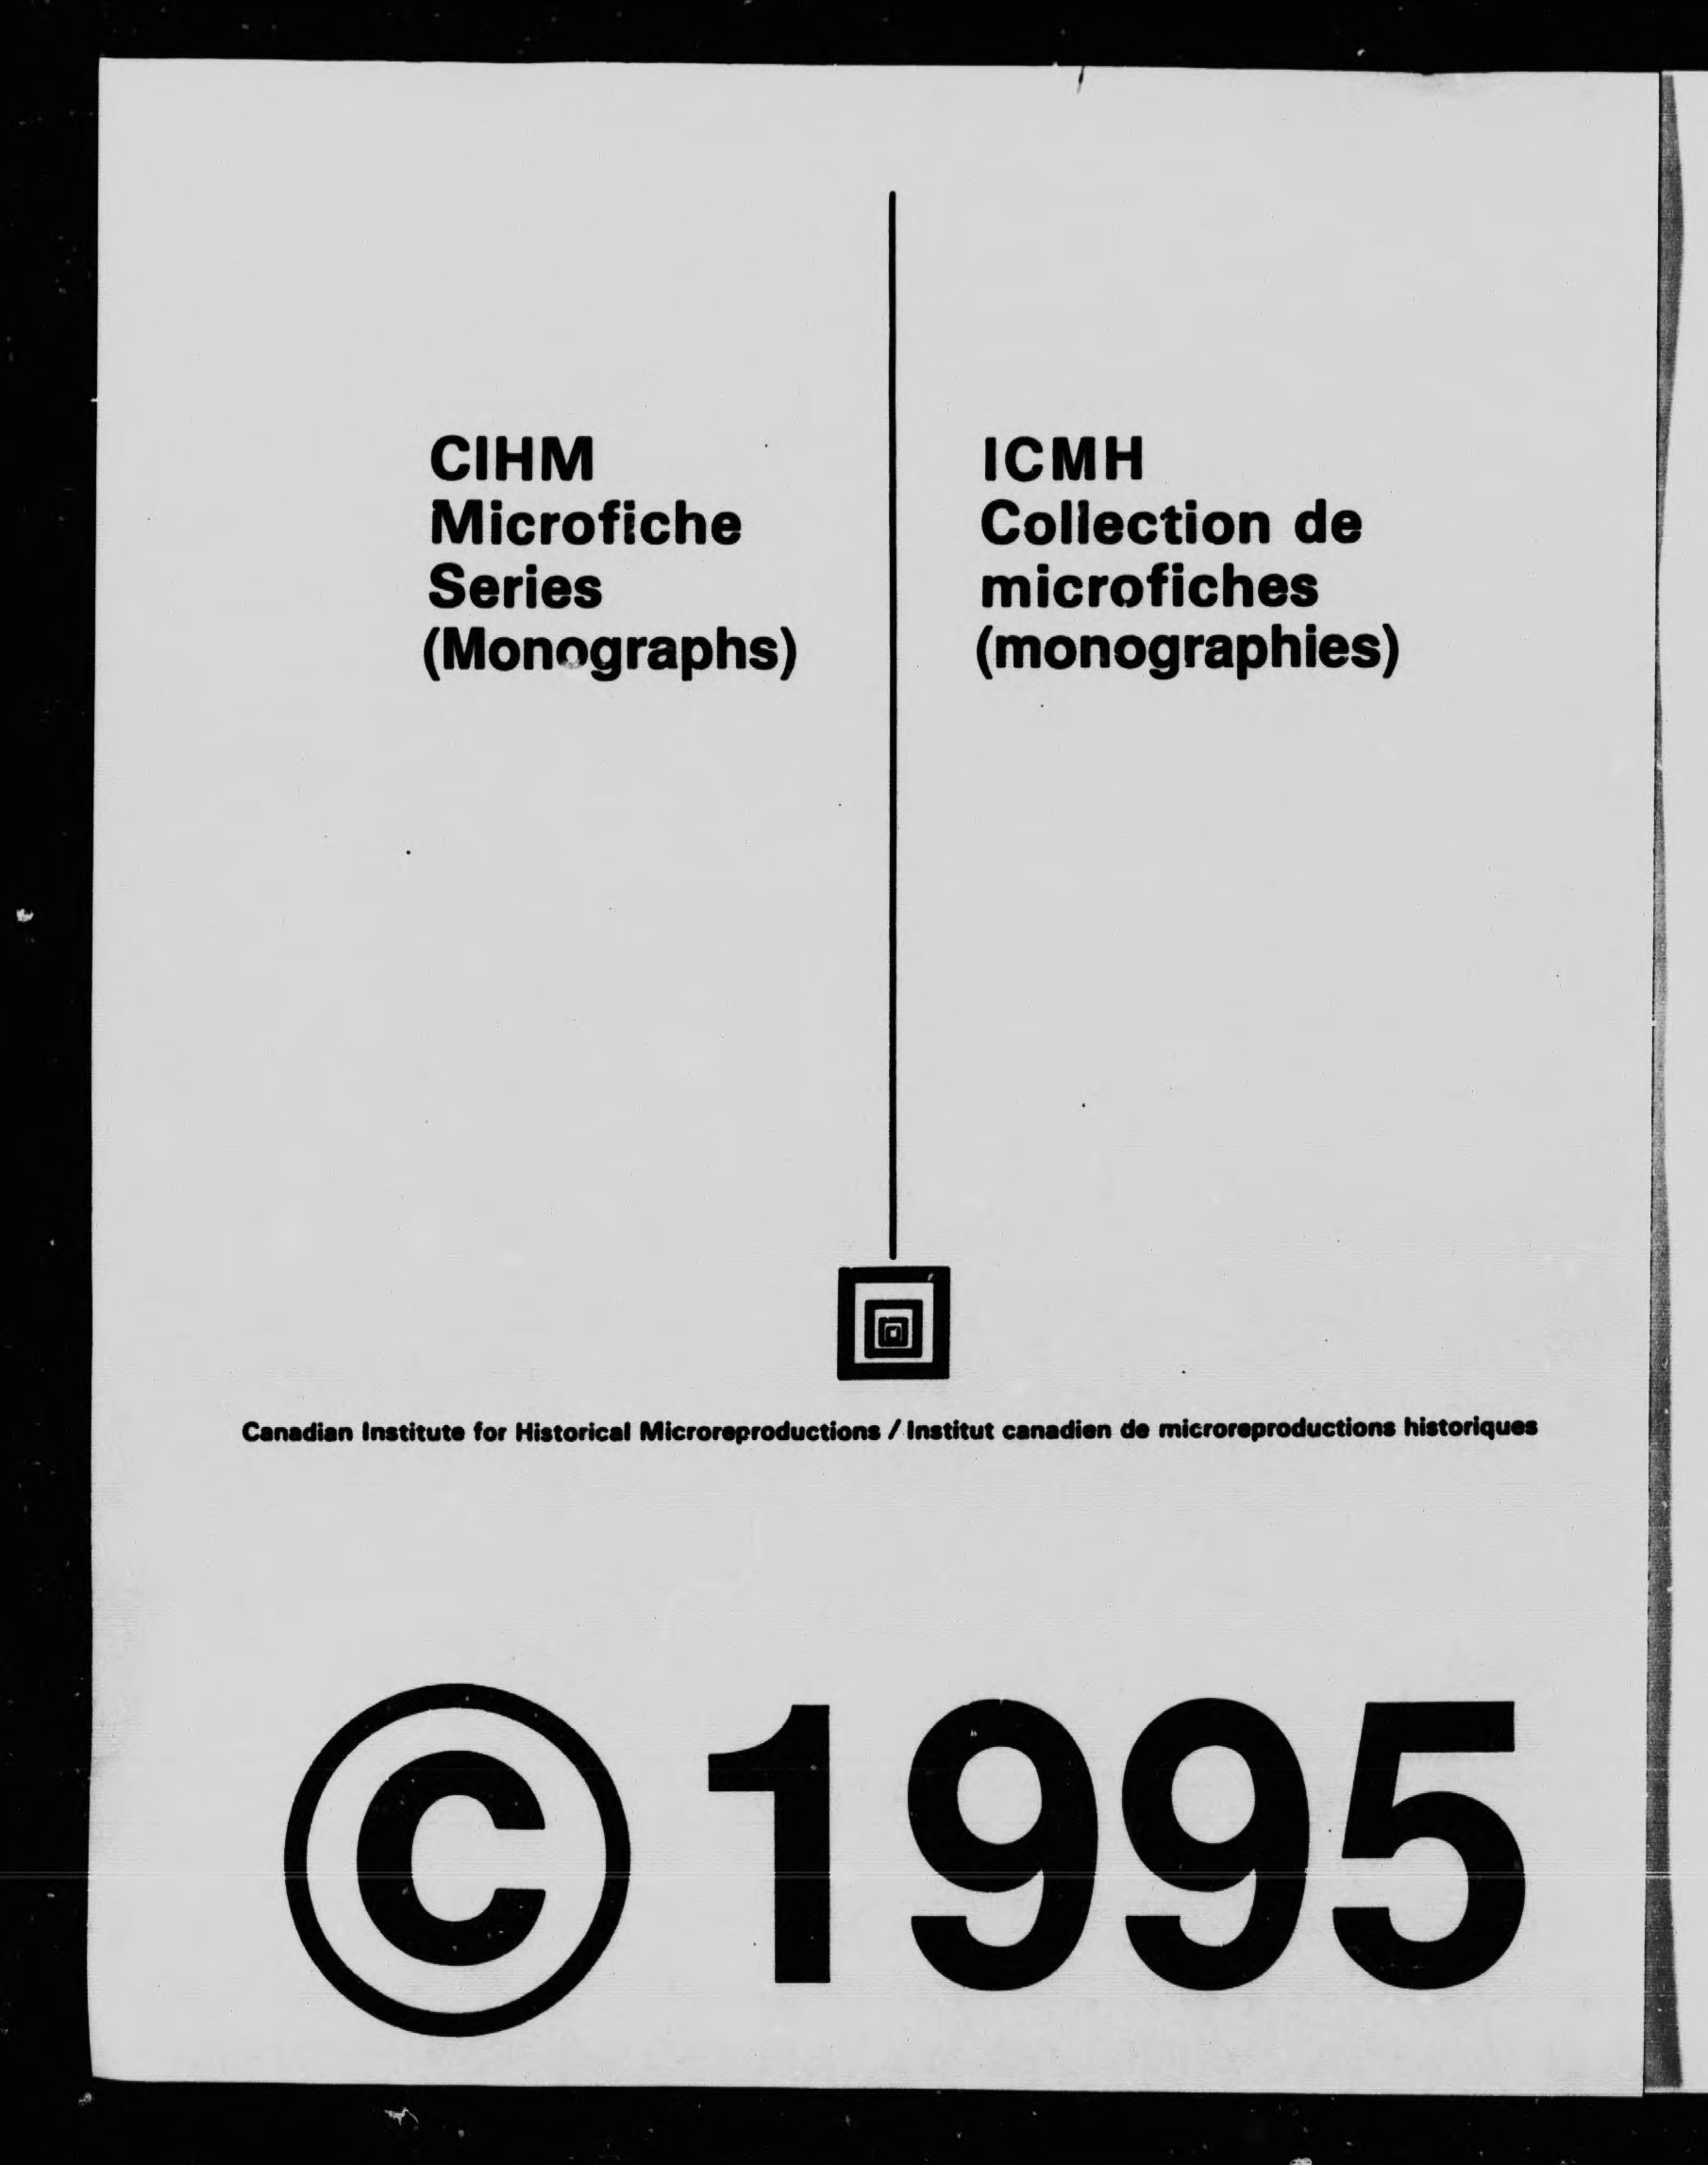 CIHM
Microfiche
Series
(Monographs)
ICMH
Collection de
microfiches
(monographies)
Canadian Institute for Historical Microreproductions / Institut canadien de microreproductions historiques
© 1995